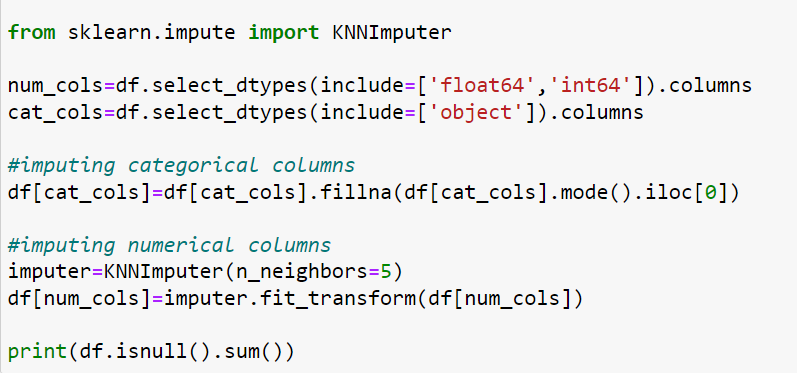 from sklearn.impute import KNNImputer
num_cols=df.select_dtypes(include=['float64','int64']).columns
cat_cols=df.select_dtypes(include=['object']).columns
#imputing categorical columns
df[cat_cols]=df[cat_cols].fillna(df[cat_cols].mode().iloc[0])
#imputing numerical columns
imputer=KNNImputer(n_neighbors=5)
df[num_cols]=imputer.fit_transform(df[num_cols])
print(df.isnull().sum())